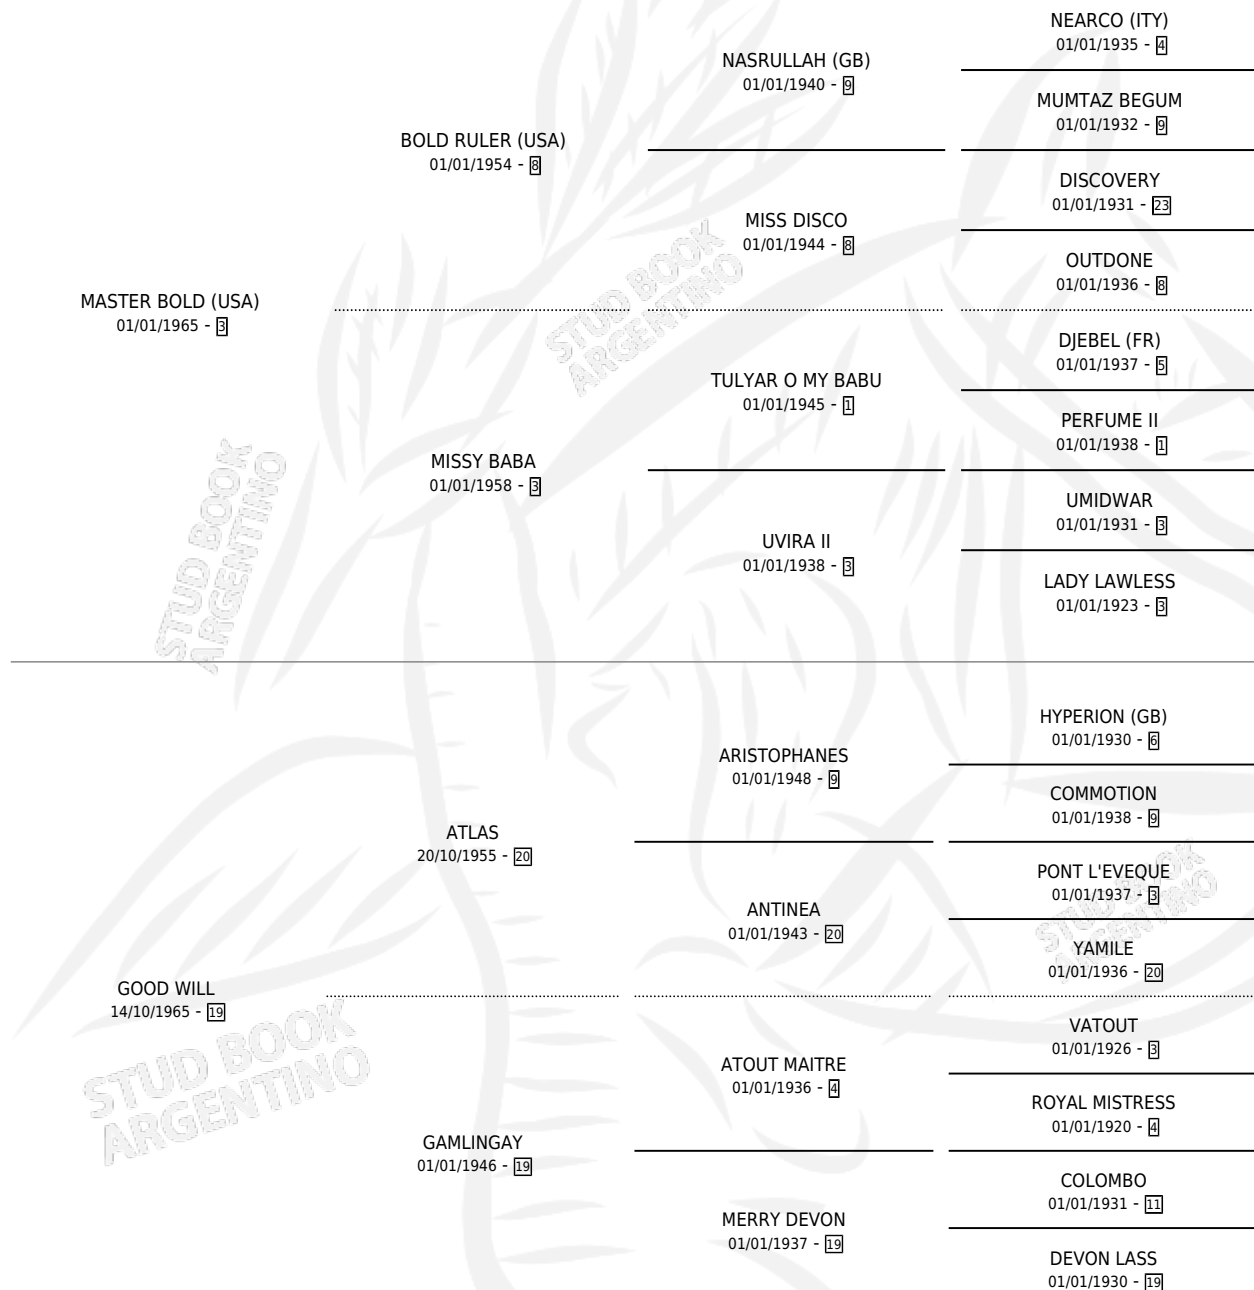 NEARCO (ITY)
01/01/1935 - 4
NASRULLAH (GB)
01/01/1940 - 9
MUMTAZ BEGUM
01/01/1932 - 9
BOLD RULER (USA)
01/01/1954 - 8
DISCOVERY
01/01/1931 - 23
MISS DISCO
01/01/1944 - 8
OUTDONE
01/01/1936 - 8
MASTER BOLD (USA)
01/01/1965 - 3
DJEBEL (FR)
01/01/1937 - 5
TULYAR O MY BABU
01/01/1945 - 1
PERFUME II
01/01/1938 - 1
MISSY BABA
01/01/1958 - 3
UMIDWAR
01/01/1931 - 3
UVIRA II
01/01/1938 - 3
LADY LAWLESS
01/01/1923 - 3
HYPERION (GB)
01/01/1930 - 6
ARISTOPHANES
01/01/1948 - 9
COMMOTION
01/01/1938 - 9
ATLAS
20/10/1955 - 20
PONT L'EVEQUE
01/01/1937 - 3
ANTINEA
01/01/1943 - 20
YAMILE
01/01/1936 - 20
GOOD WILL
14/10/1965 - 19
VATOUT
01/01/1926 - 3
ATOUT MAITRE
01/01/1936 - 4
ROYAL MISTRESS
01/01/1920 - 4
GAMLINGAY
01/01/1946 - 19
COLOMBO
01/01/1931 - 11
MERRY DEVON
01/01/1937 - 19
DEVON LASS
01/01/1930 - 19
STUD BOOK
ARGENTINO
STUD BOOK
ARGENTINO
STUD BOOK
ARGENTINO
STUD BOOK
ARGENTINO